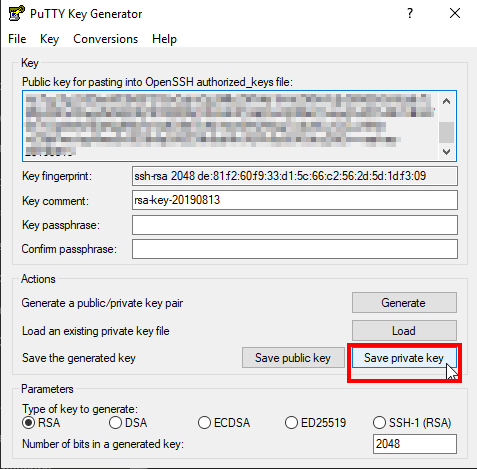 PuTTY Key Generator
File Key Conversions Help
Key
Public key for pasting into OpenSSH authorized_keys file:
Key fingerprint: ssh-rsa 2048 de:81:f2:60:f9:33:d1:5c:66:c2:56:2d:5d:1d:f3:09
Key comment: rsa-key-20190813
Key passphrase:
Confirm passphrase:
Actions
Generate a public/private key pair Generate
Load an existing private key file Load
Save the generated key Save public key Save private key
Parameters
Type of key to generate:
RSA DSA ECDSA ED25519 SSH-1 (RSA)
Number of bits in a generated key: 2048